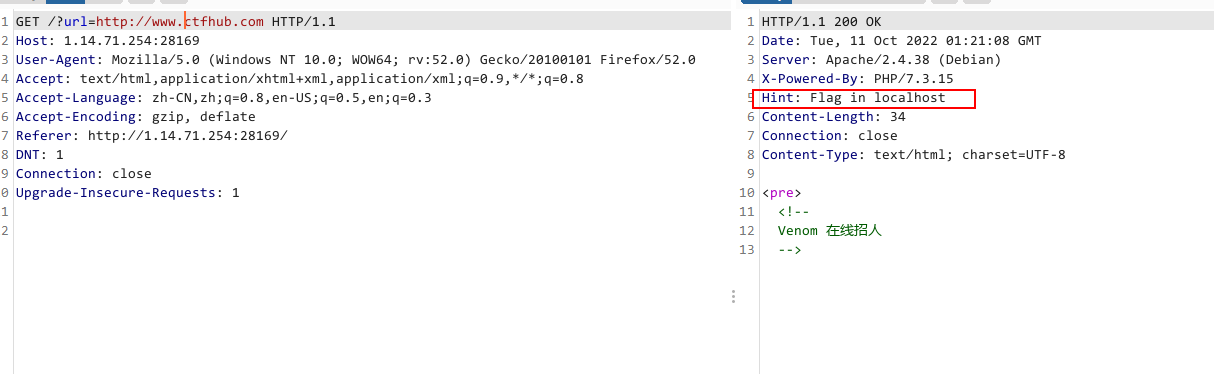 1 GET /?url=http://www.ctfhub.com HTTP/1.1
2 Host: 1.14.71.254:28169
3 User-Agent: Mozilla/5.0 (Windows NT 10.0; WOW64; rv:52.0) Gecko/20100101 Firefox/52.0
4 Accept: text/html,application/xhtml+xml,application/xml;q=0.9,*/*;q=0.8
5 Accept-Language: zh-CN,zh;q=0.8,en-US;q=0.5,en;q=0.3
6 Accept-Encoding: gzip, deflate
7 Referer: http://1.14.71.254:28169/
8 DNT: 1
9 Connection: close
0 Upgrade-Insecure-Requests: 1
1
2
1 HTTP/1.1 200 OK
2 Date: Tue, 11 Oct 2022 01:21:08 GMT
3 Server: Apache/2.4.38 (Debian)
4 X-Powered-By: PHP/7.3.15
5 Hint: Flag in localhost
6 Content-Length: 34
7 Connection: close
8 Content-Type: text/html; charset=UTF-8
9
10 <pre>
11 <!--
12 Venom 在线招人
13 -->